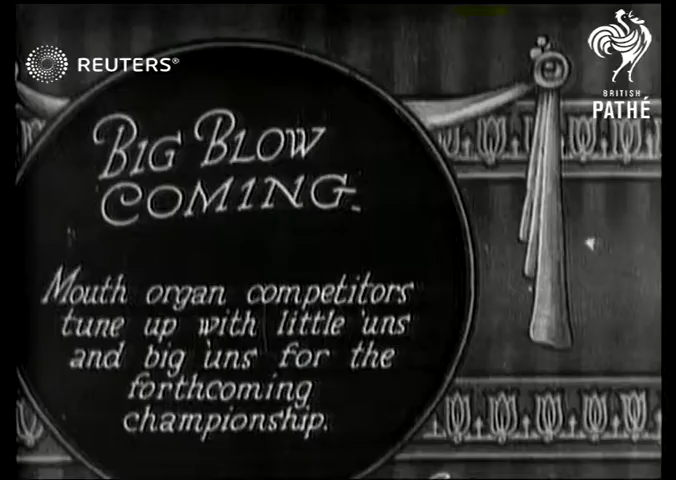 REUTERS®
BRITISH
PATHÉ
BIG BLOW
COMING.
Mouth organ competitors
tune up with little 'uns
and big 'uns for the
forthcoming
championship.